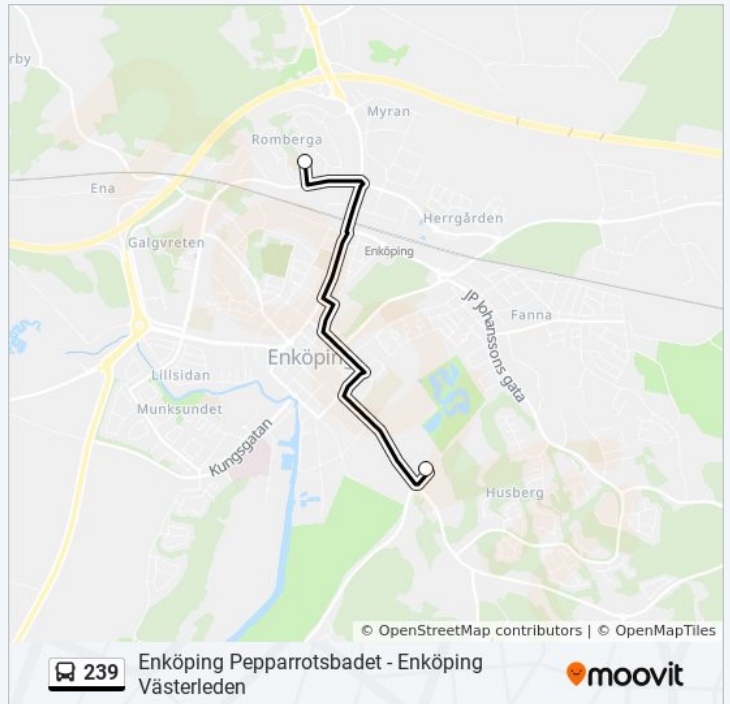 rby
Myran
Romberga
Ena
Herrgården
Galgvreten
Enköping
JP Johanssons gata
Fanna
Enköping
Lillsidan
Munksundet
Kungsgatan
Husberg
© OpenStreetMap contributors | © OpenMapTiles
239
Enköping Pepparrotsbadet - Enköping
Västerleden
moovit